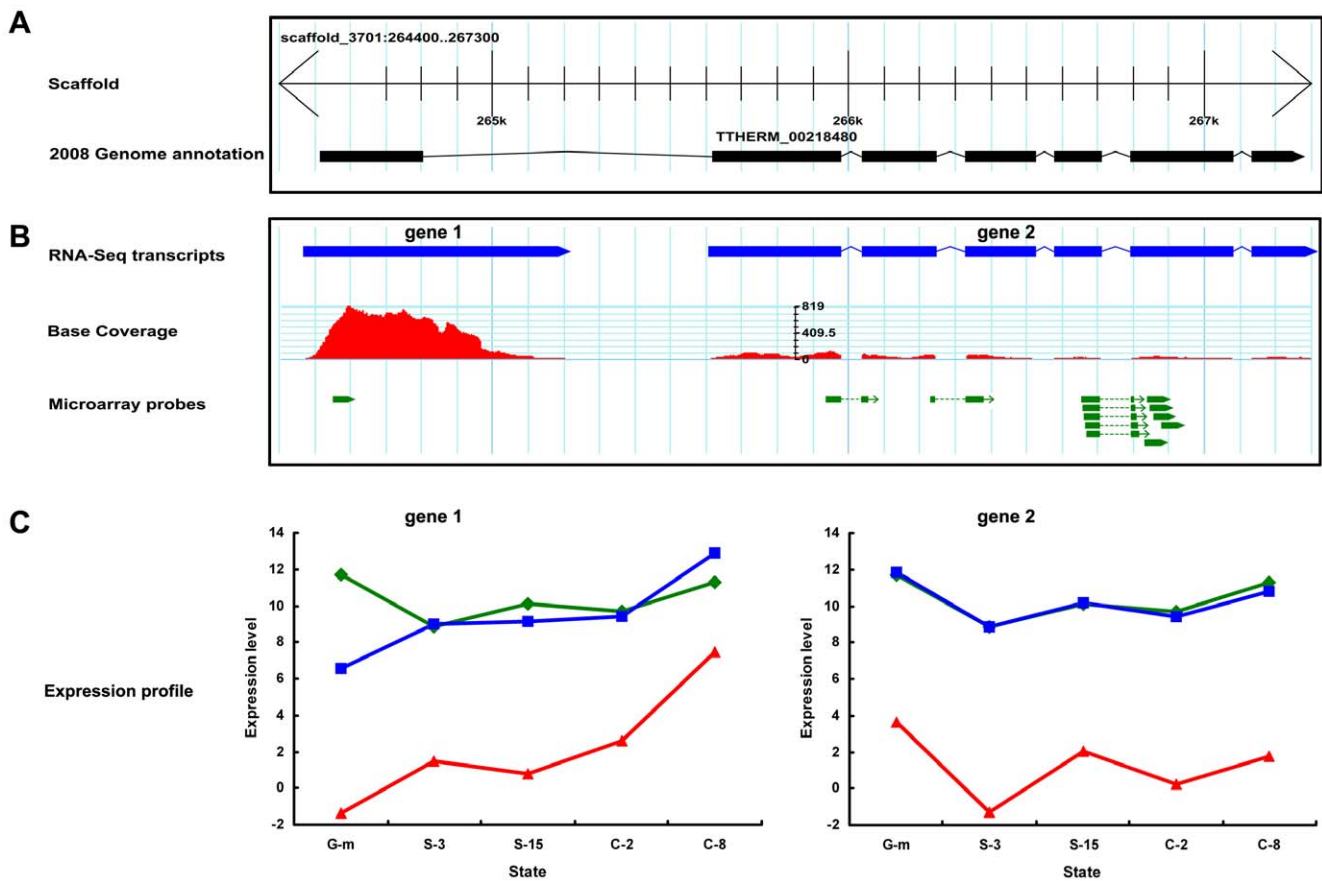 A
scaffold_3701:264400..267300
Scaffold
265k
266k
267k
TTHERM_00218480
2008 Genome annotation
B
gene 1
gene 2
RNA-Seq transcripts
819
Base Coverage
409.5
0
Microarray probes
C
gene 1
gene 2
Expression profile
Expression level
14
12
10
8
6
4
2
0
-2
G-m
S-3
S-15
C-2
C-8
State
Expression level
14
12
10
8
6
4
2
0
-2
G-m
S-3
S-15
C-2
C-8
State